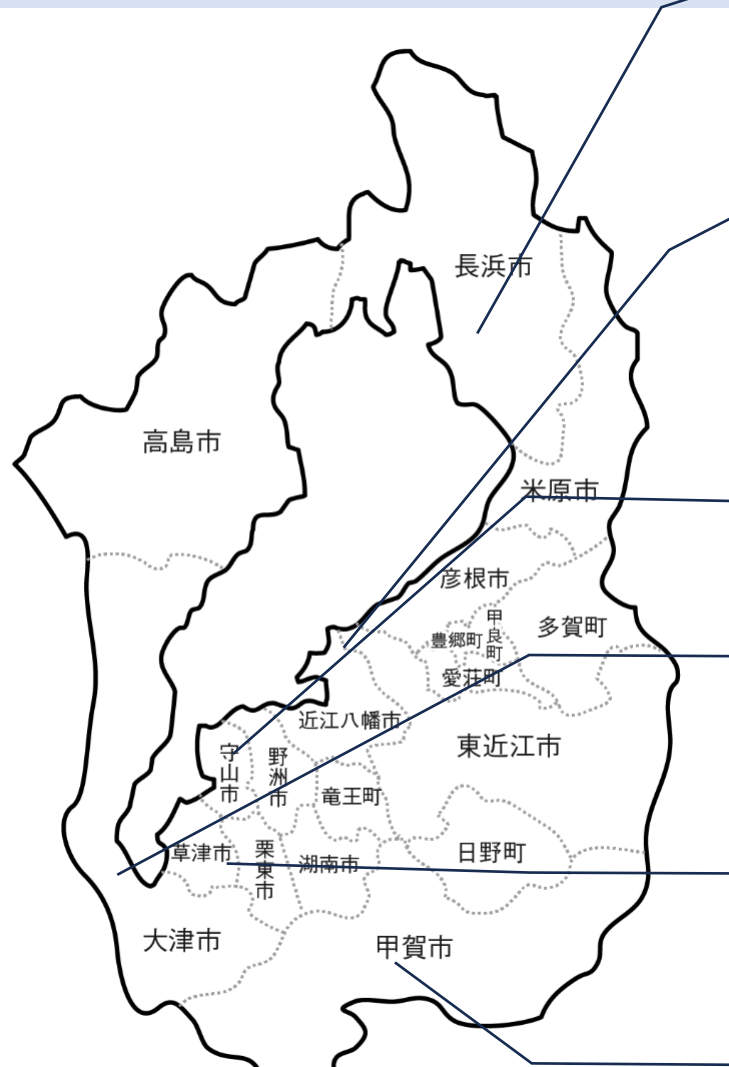 長浜市
高島市
米原市
彦根市
甲良町
多賀町
豊郷町
愛荘町
近江八幡市
東近江市
守山市
野洲市
竜王町
草津市
栗東市
湖南市
日野町
大津市
甲賀市